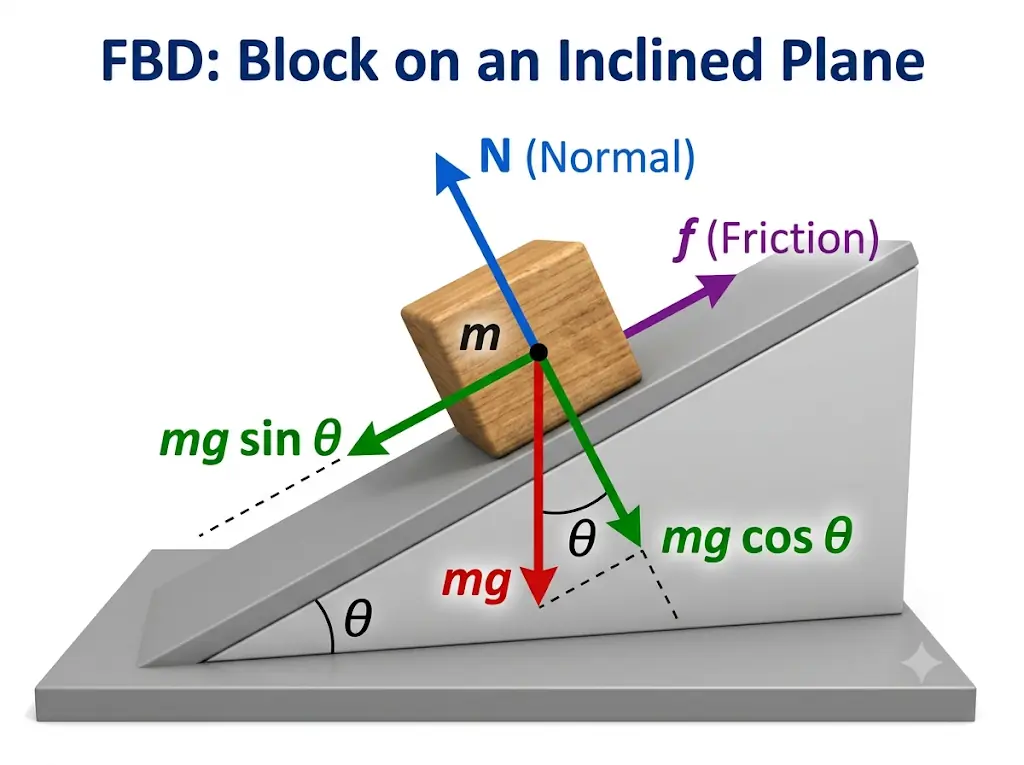 FBD: Block on an Inclined Plane
N (Normal)
f (Friction)
m
mg sin θ
θ
mg cos θ
mg
θ